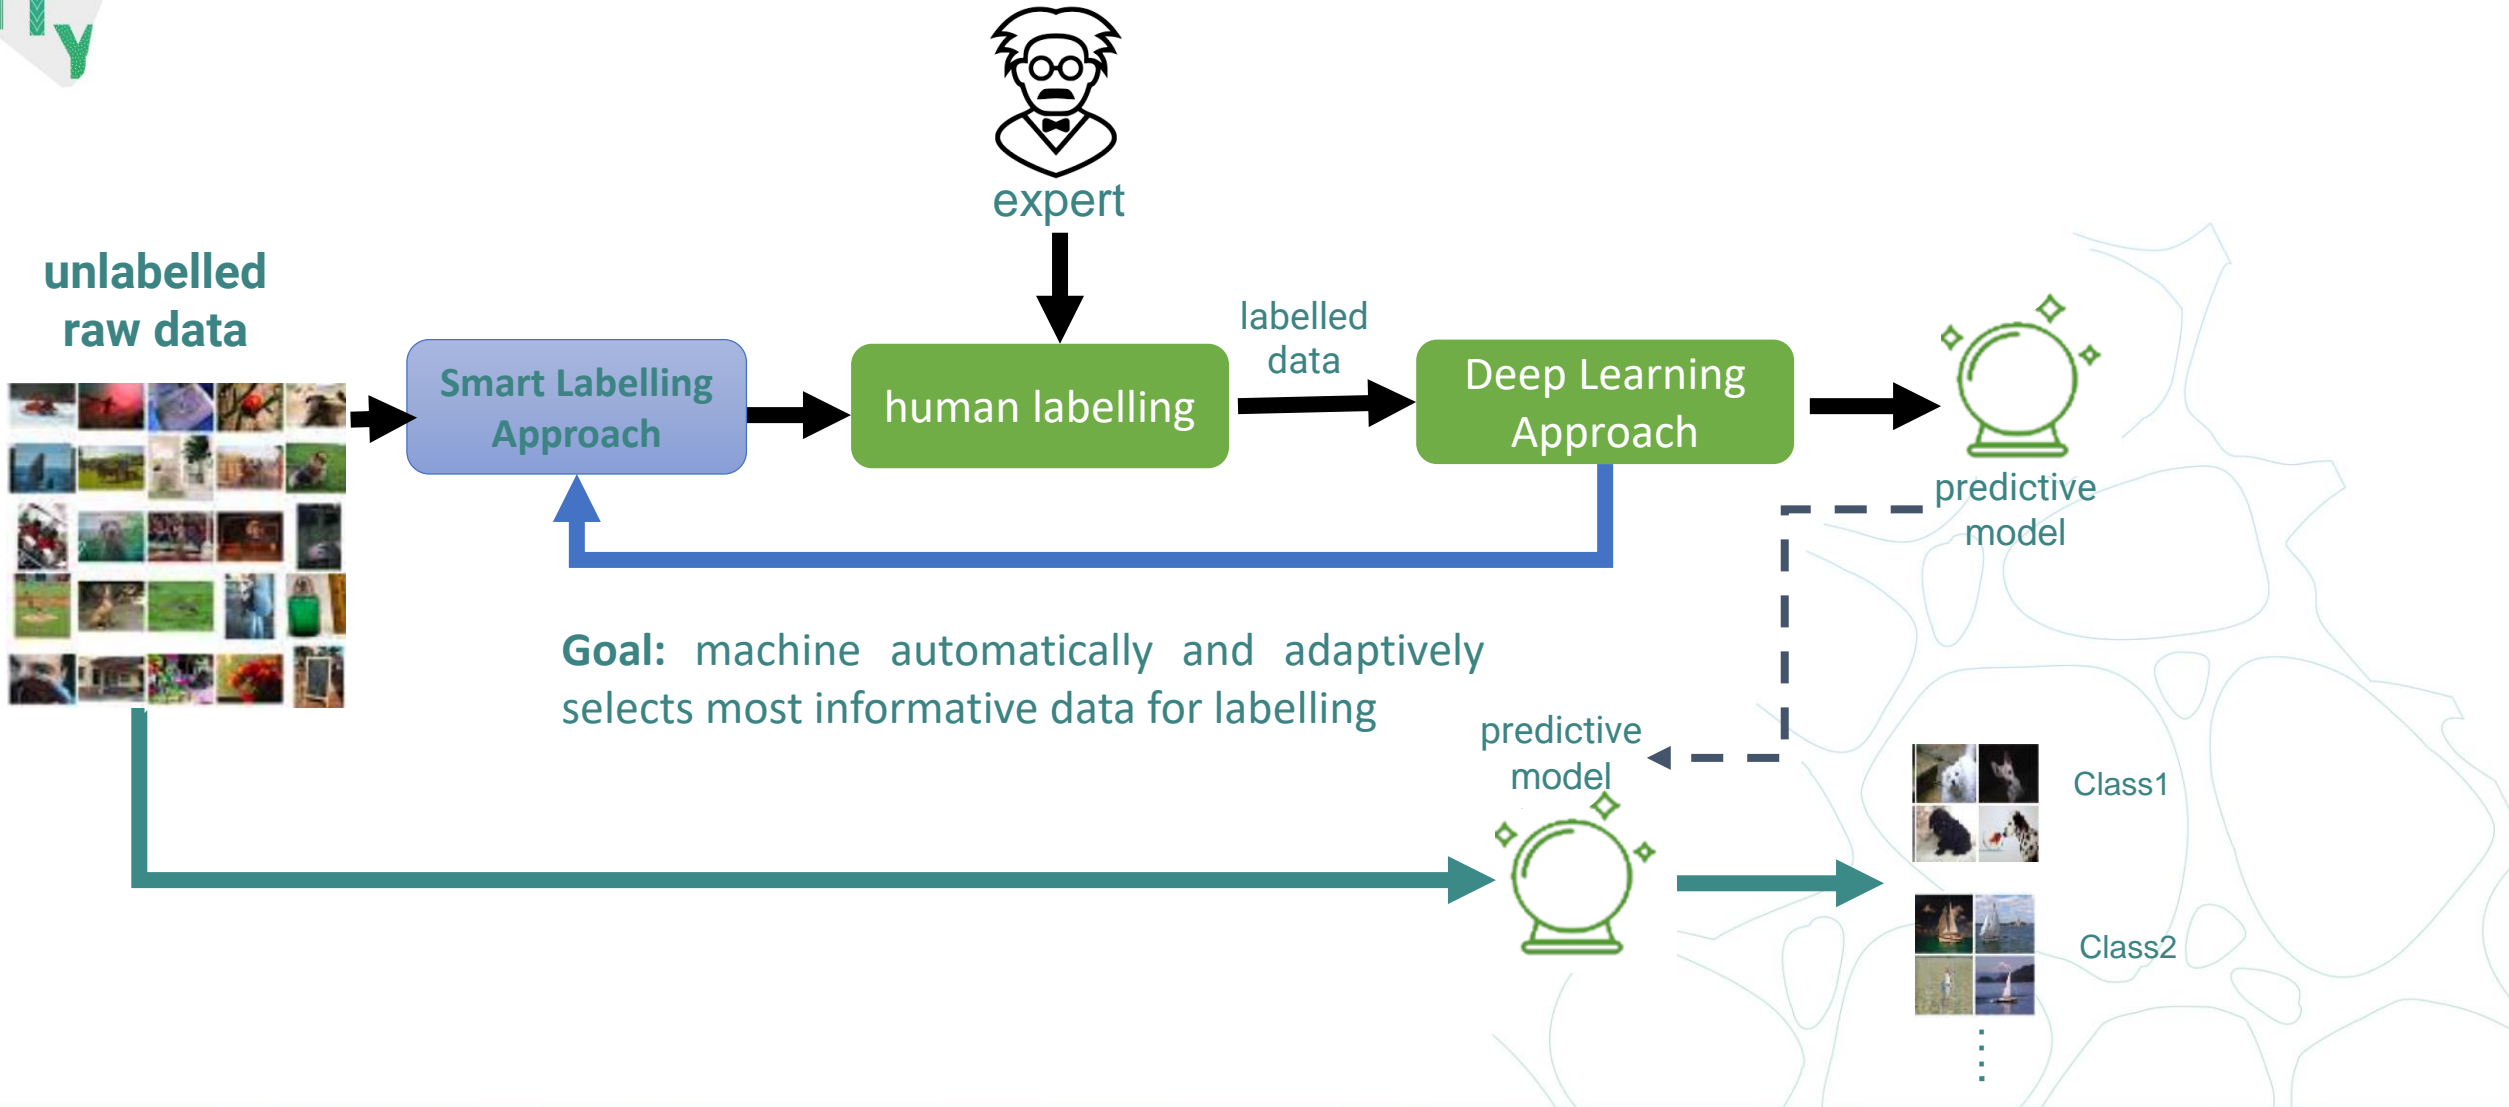 expert
unlabelled
raw data
Smart Labelling
Approach
human labelling
labelled
data
Deep Learning
Approach
predictive
model
Goal: machine automatically and adaptively
selects most informative data for labelling
predictive
model
Class1
Class2